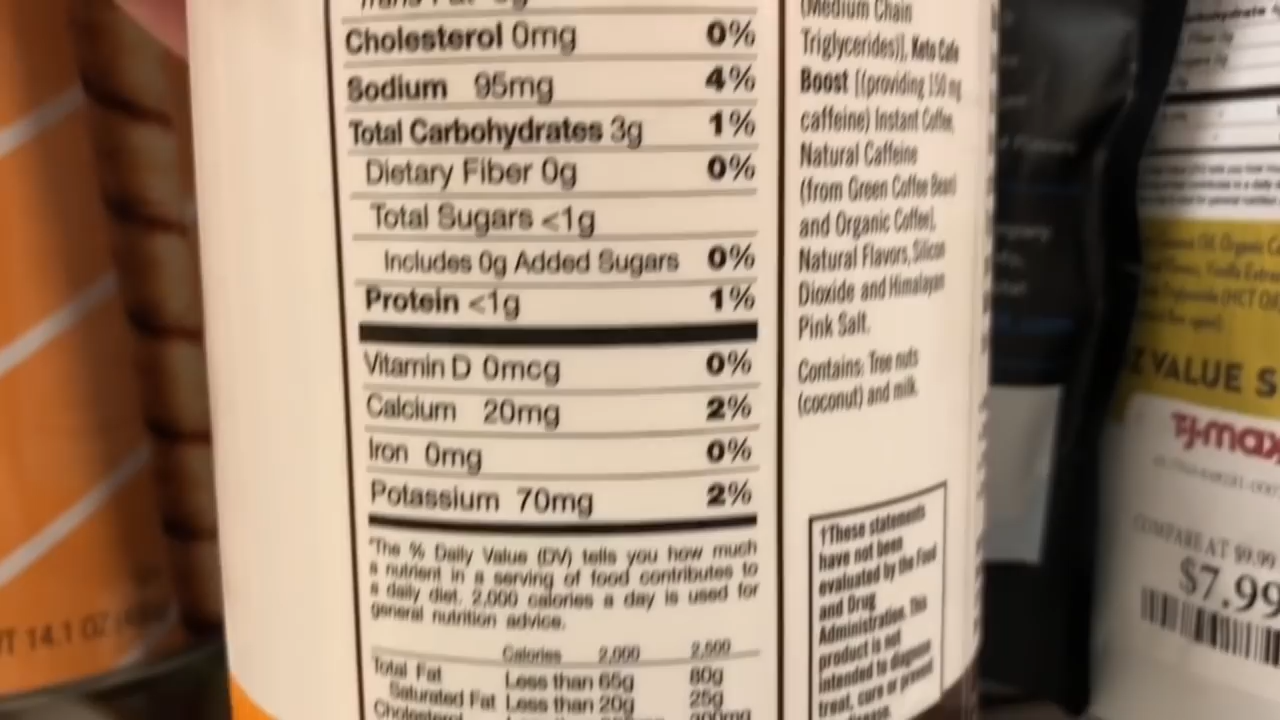 Cholesterol 0mg 0%
Sodium 95mg 4%
Total Carbohydrates 3g 1%
Dietary Fiber 0g 0%
Total Sugars <1g
Includes 0g Added Sugars 0%
Protein <1g 1%
Vitamin D 0mcg 0%
Calcium 20mg 2%
Iron 0mg 0%
Potassium 70mg 2%
*The % Daily Value (DV) tells you how much
a nutrient in a serving of food contributes to
a daily diet. 2,000 calories a day is used for
general nutrition advice.
Calories 2,000 2,500
Total Fat Less than 65g 80g
Saturated Fat Less than 20g 25g
Cholesterol
(Medium Chain
Triglycerides)], Keto Cafe
Boost [(providing 150 mg
caffeine) Instant Coffee,
Natural Caffeine
(from Green Coffee Bean)
and Organic Coffee],
Natural Flavors, Silicon
Dioxide and Himalayan
Pink Salt.
Contains: Tree nuts
(coconut) and milk.
†These statements
have not been
evaluated by the Food
and Drug
Administration. This
product is not
intended to diagnose
treat, cure or prevent
14.1 OZ
VALUE S
TJ-max
COMPARE AT $9.99
$7.99